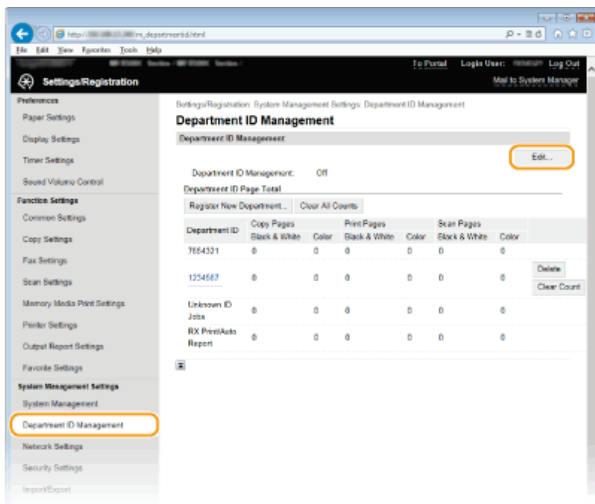 http://
m_departmentid.html
File Edit View Favorites Tools Help
To Portal Login User: Log Out
Settings/Registration
Mail to System Manager
Preferences
Paper Settings
Display Settings
Timer Settings
Sound Volume Control
Function Settings
Common Settings
Copy Settings
Fax Settings
Scan Settings
Memory Media Print Settings
Printer Settings
Output Report Settings
Favorite Settings
System Management Settings
System Management
Department ID Management
Network Settings
Security Settings
Import/Export
Settings/Registration: System Management Settings: Department ID Management
Department ID Management
Department ID Management
Edit...
Department ID Management: Off
Department ID Page Total
Register New Department... Clear All Counts
Department ID Copy Pages Print Pages Scan Pages
Black & White Color Black & White Color Black & White Color
7654321 0 0 0 0 0 0
1234567 0 0 0 0 0 0 Delete
Clear Count
Unknown ID Jobs 0 0 0 0 0 0
RX Print/Auto Report 0 0 0 0 0 0